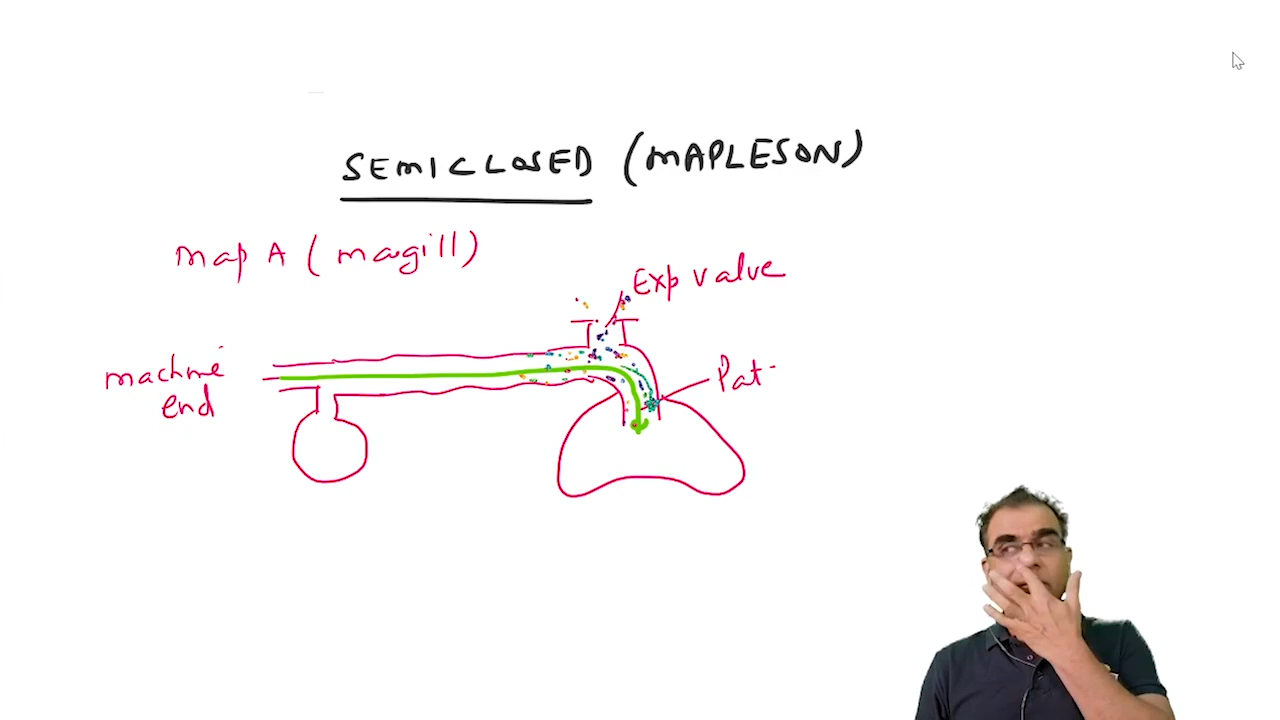 SEMICLOSED (MAPLESON)
Map A (magill)
Exp valve
machine
end
Pat